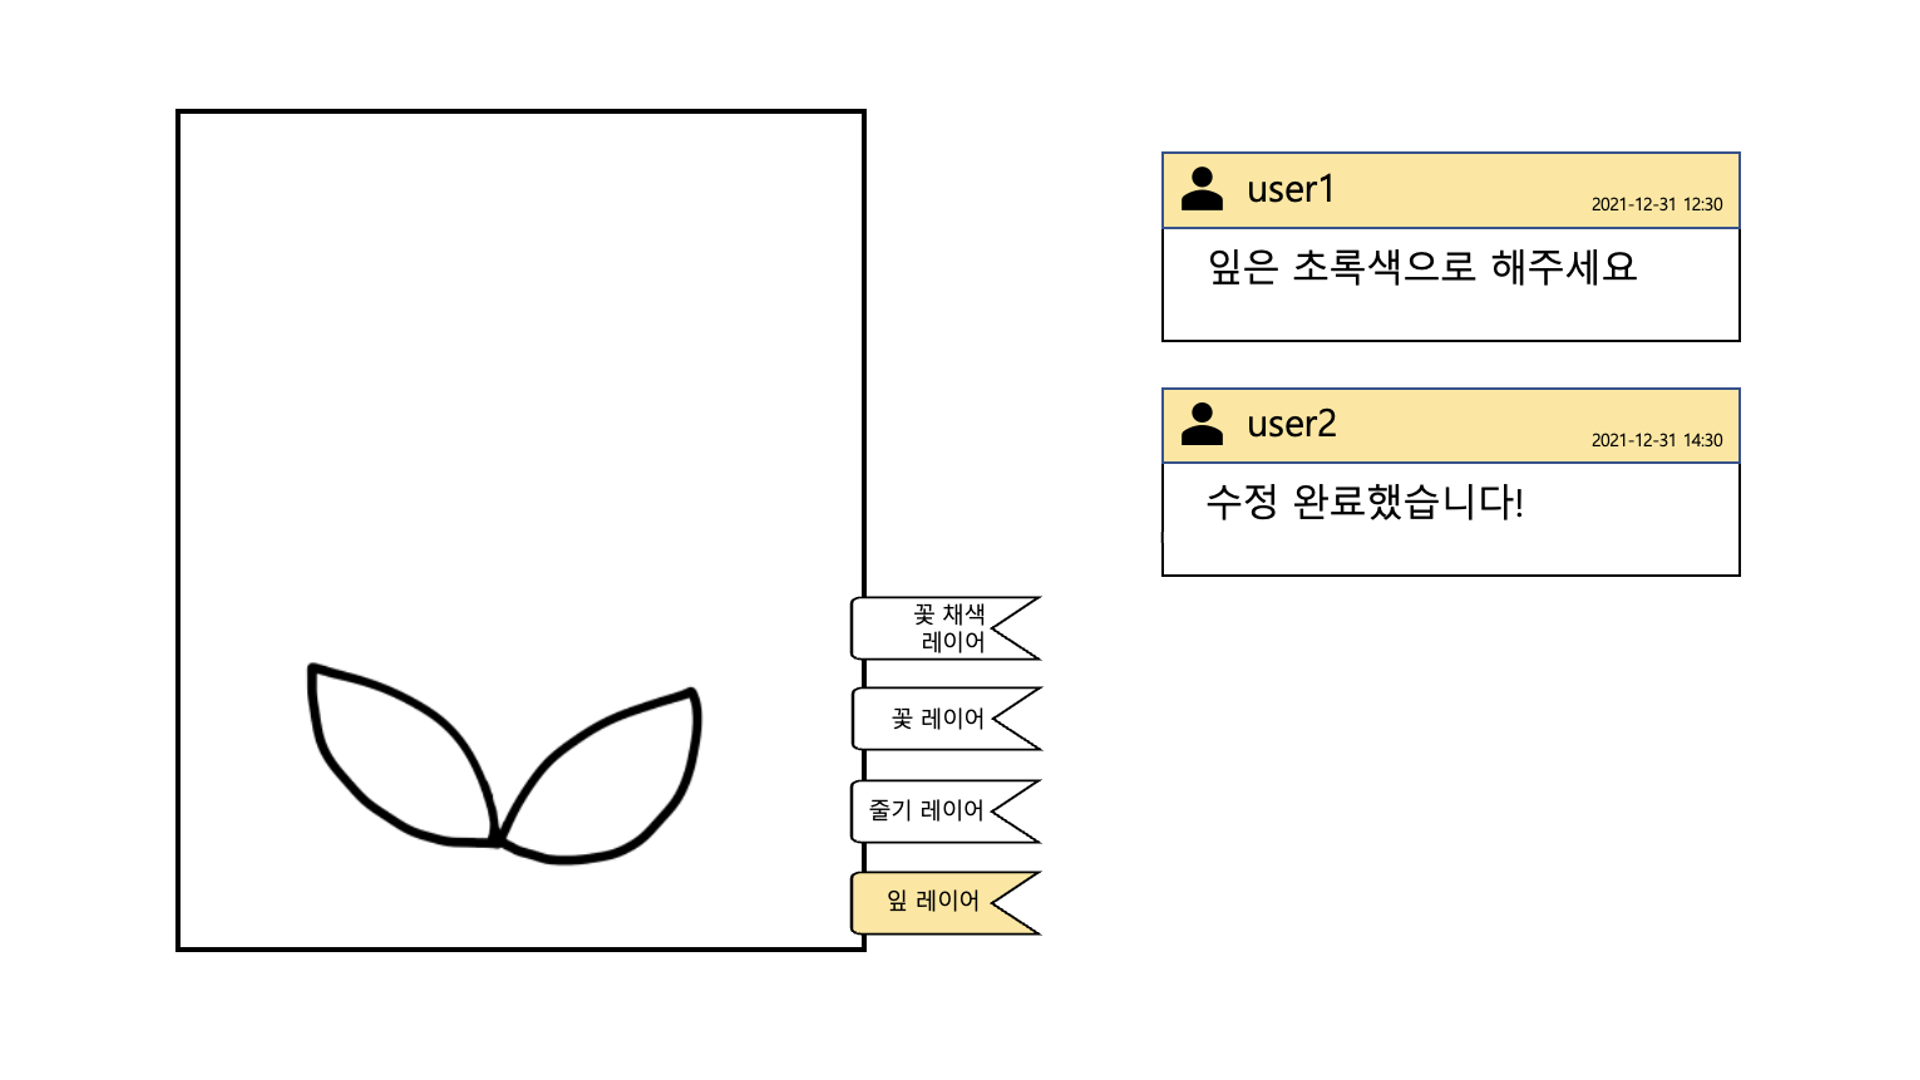 user1
2021-12-31 12:30
잎은 초록색으로 해주세요
user2
2021-12-31 14:30
수정 완료했습니다!
꽃 채색
레이어
꽃 레이어
줄기 레이어
잎 레이어